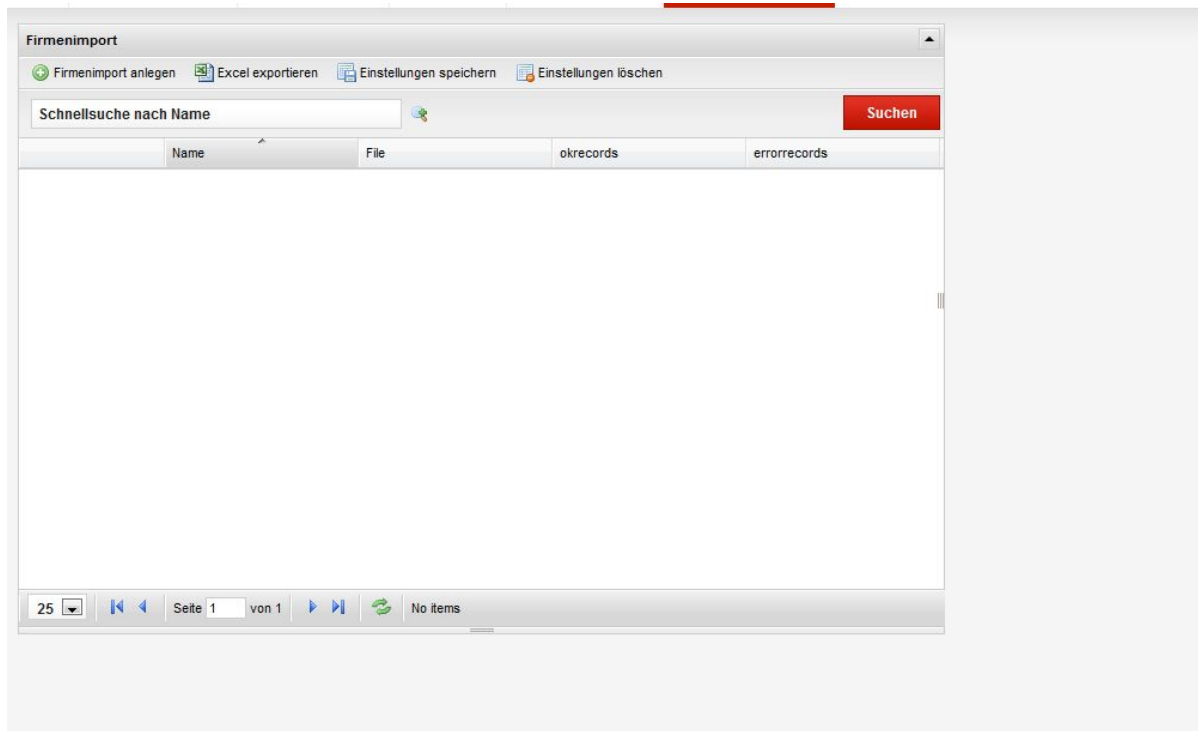 Firmenimport
Firmenimport anlegen Excel exportieren Einstellungen speichern Einstellungen löschen
Schnellsuche nach Name Suchen
Name File okrecords errorrecords
25 Seite 1 von 1 No items